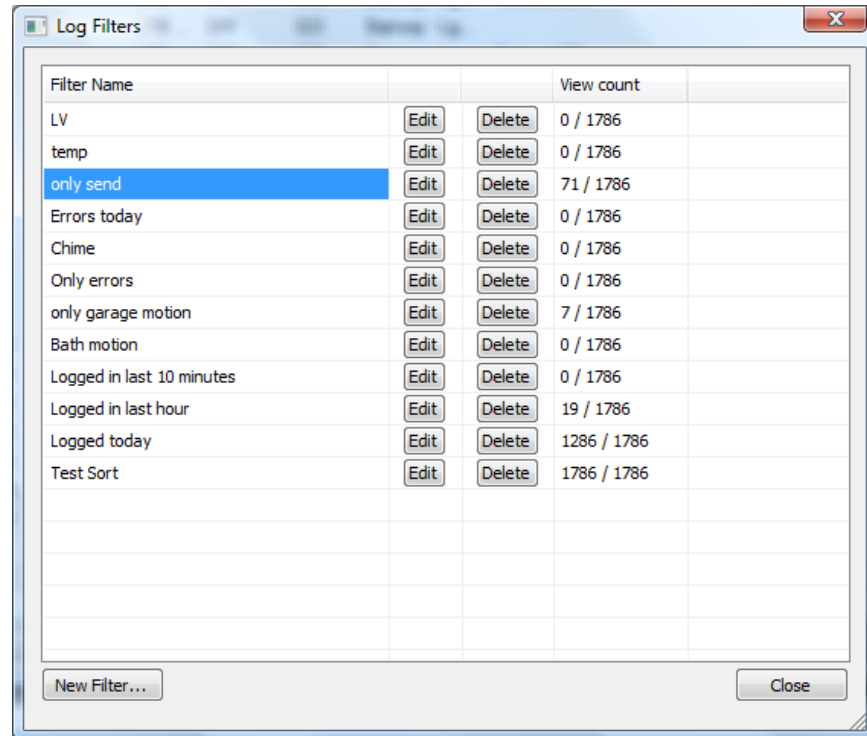 Log Filters
Filter Name View count
LV Edit Delete 0 / 1786
temp Edit Delete 0 / 1786
only send Edit Delete 71 / 1786
Errors today Edit Delete 0 / 1786
Chime Edit Delete 0 / 1786
Only errors Edit Delete 0 / 1786
only garage motion Edit Delete 7 / 1786
Bath motion Edit Delete 0 / 1786
Logged in last 10 minutes Edit Delete 0 / 1786
Logged in last hour Edit Delete 19 / 1786
Logged today Edit Delete 1286 / 1786
Test Sort Edit Delete 1786 / 1786
New Filter... Close